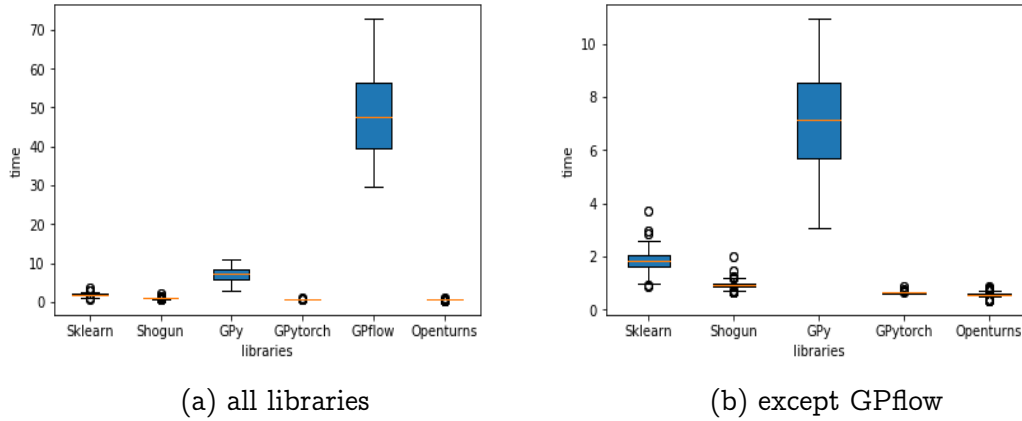 time
70
60
50
40
30
20
10
0
Sklearn Shogun GPy GPytorch GPflow Openturns
libraries
(a) all libraries
time
10
8
6
4
2
0
Sklearn Shogun GPy GPytorch Openturns
libraries
(b) except GPflow